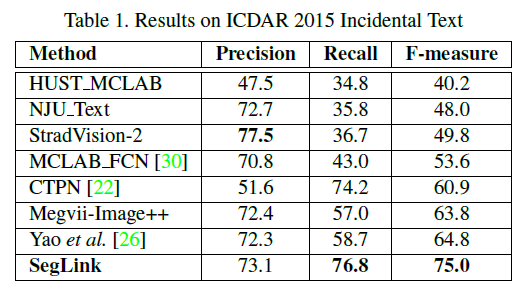 Table 1. Results on ICDAR 2015 Incidental Text
Method Precision Recall F-measure
HUST_MCLAB 47.5 34.8 40.2
NJU_Text 72.7 35.8 48.0
StradVision-2 77.5 36.7 49.8
MCLAB_FCN [30] 70.8 43.0 53.6
CTPN [22] 51.6 74.2 60.9
Megvii-Image++ 72.4 57.0 63.8
Yao et al. [26] 72.3 58.7 64.8
SegLink 73.1 76.8 75.0